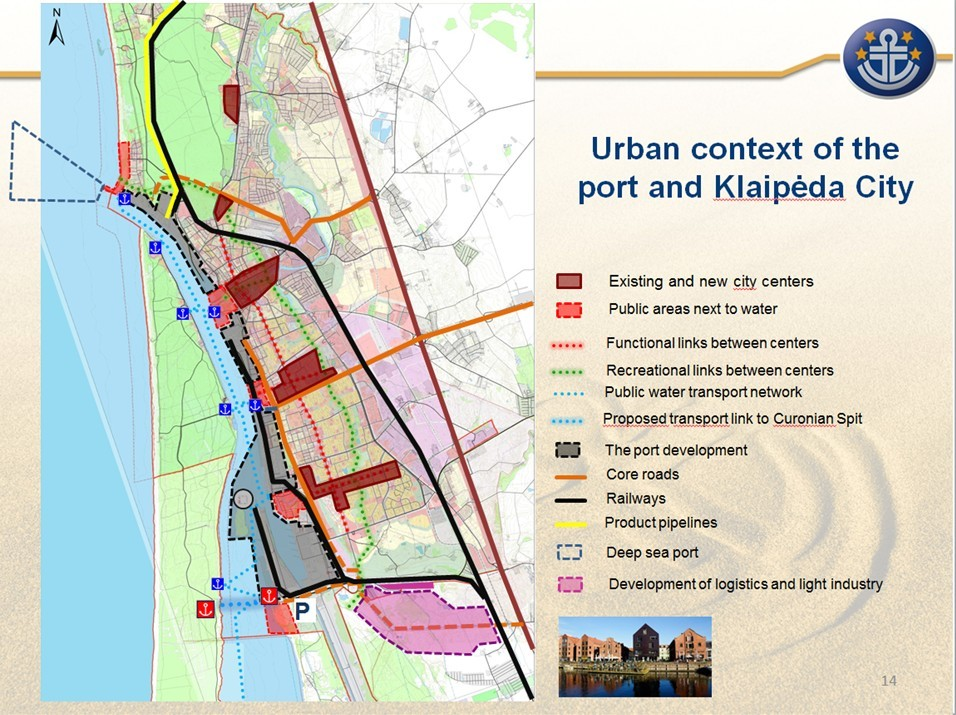 N
Urban context of the
port and Klaipėda City
Existing and new city centers
Public areas next to water
Functional links between centers
Recreational links between centers
Public water transport network
Proposed transport link to Curonian Spit
The port development
Core roads
Railways
Product pipelines
Deep sea port
Development of logistics and light industry
P
14